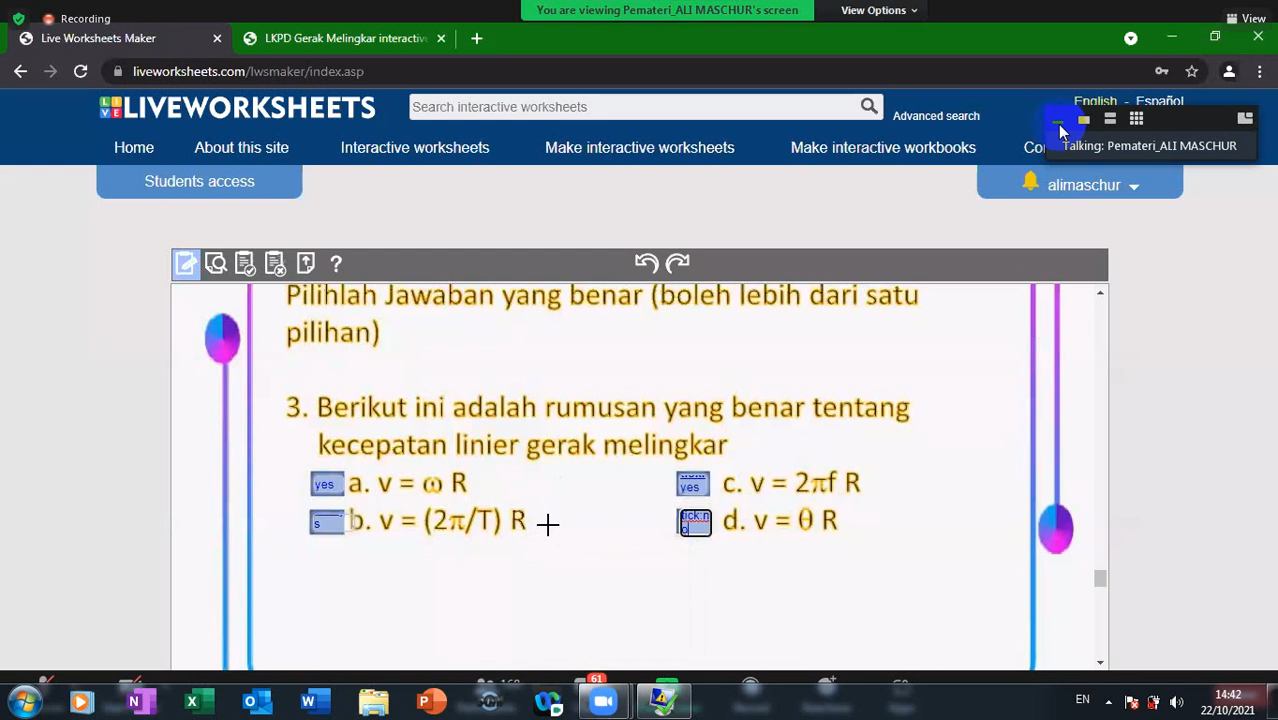 Recording
You are viewing Pemateri_ALI MASCHUR's screen
View Options
View
Live Worksheets Maker
LKPD Gerak Melingkar interactive
liveworksheets.com/lwsmaker/index.asp
LIVEWORKSHEETS
Search interactive worksheets
Advanced search
English - Español
Talking: Pemateri_ALI MASCHUR
Home
About this site
Interactive worksheets
Make interactive worksheets
Make interactive workbooks
Students access
alimaschur
?
Pilihlah Jawaban yang benar (boleh lebih dari satu
pilihan)
3. Berikut ini adalah rumusan yang benar tentang
kecepatan linier gerak melingkar
yes a. v = ω R
yes c. v = 2πf R
s b. v = (2π/T) R
tick:n
o
d. v = θ R
61
168
EN
14:42
22/10/2021